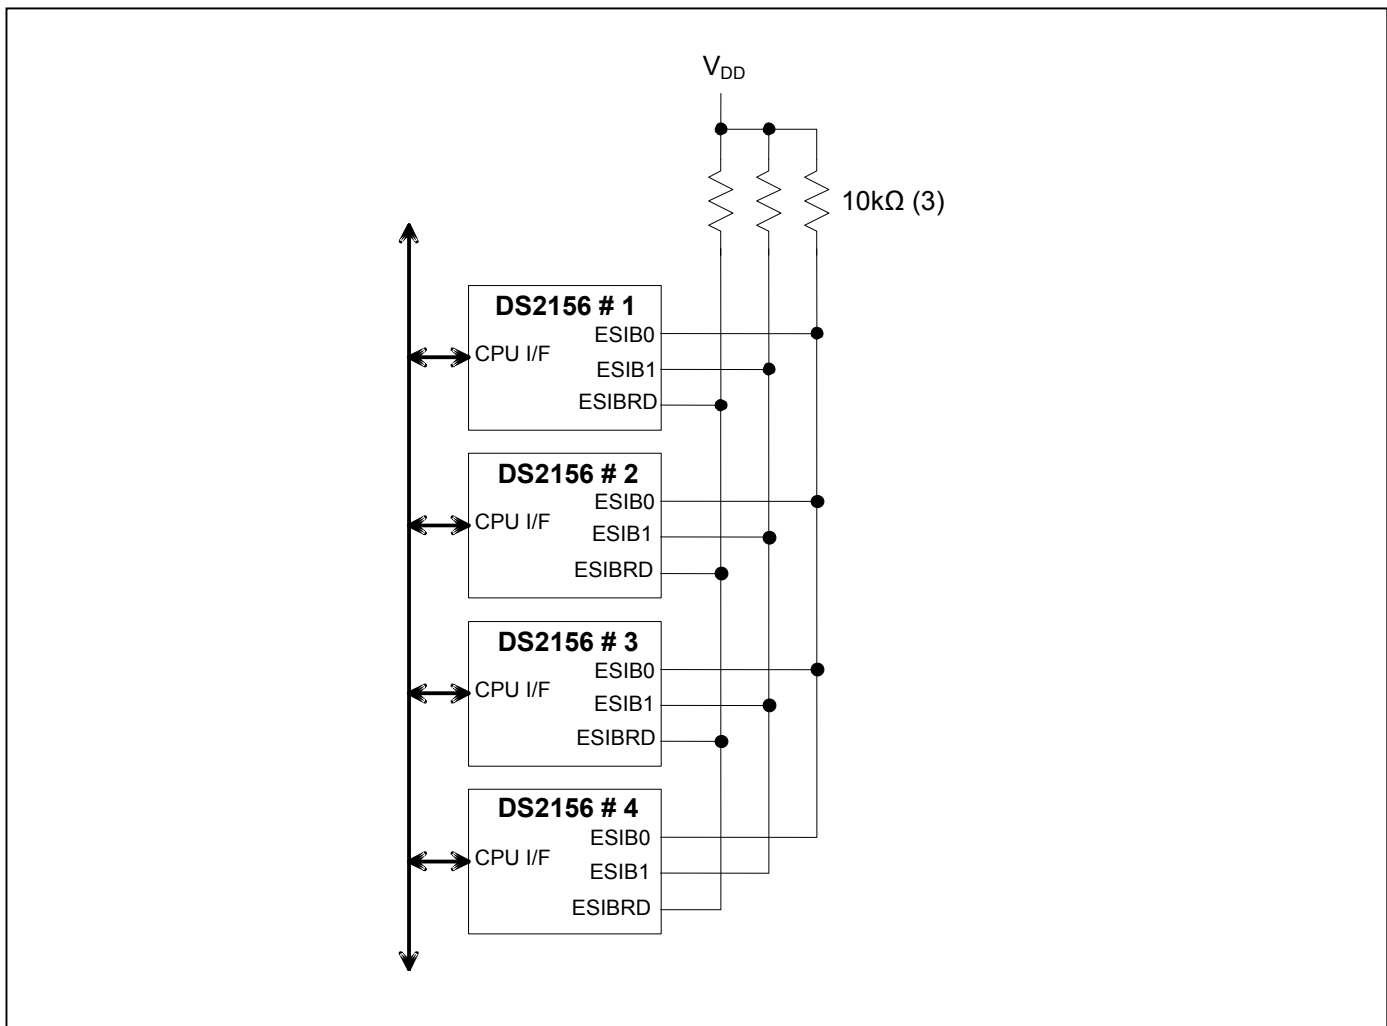 V_DD
10kΩ (3)
DS2156 # 1
ESIB0
CPU I/F
ESIB1
ESIBRD
DS2156 # 2
ESIB0
CPU I/F
ESIB1
ESIBRD
DS2156 # 3
ESIB0
CPU I/F
ESIB1
ESIBRD
DS2156 # 4
ESIB0
CPU I/F
ESIB1
ESIBRD